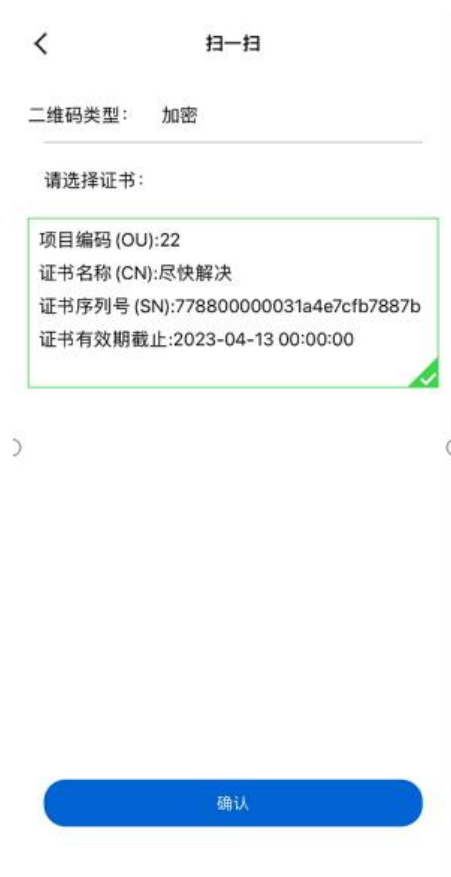 扫一扫
二维码类型： 加密
请选择证书：
项目编码(OU):22
证书名称(CN):尽快解决
证书序列号(SN):778800000031a4e7cfb7887b
证书有效期截止:2023-04-13 00:00:00
确认